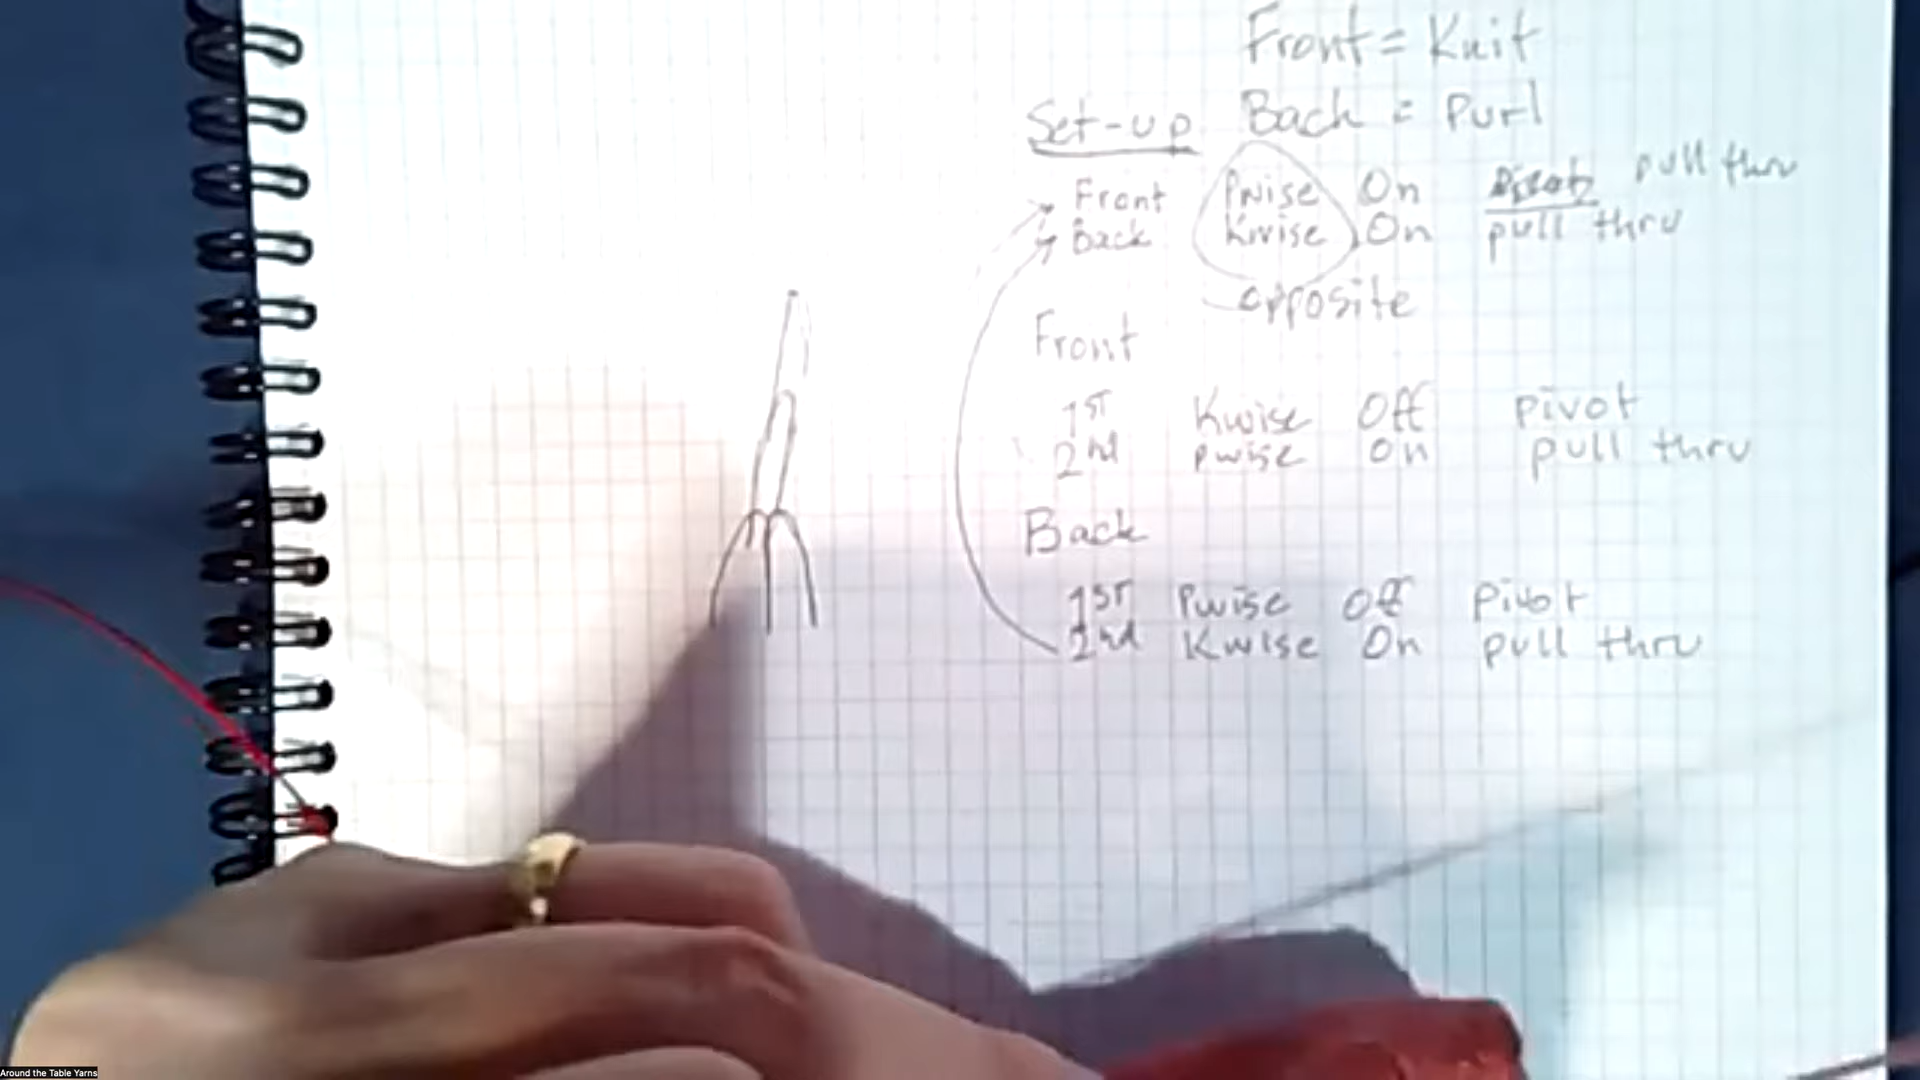 Front = Knit
Set-up Back = Purl
Front Pwise On pull thru
Back Kwise On pull thru
opposite
Front
1ST Kwise Off pivot
2nd pwise on pull thru
Back
1ST Pwise Off Pivot
2nd Kwise On pull thru
Around the Table Yarns